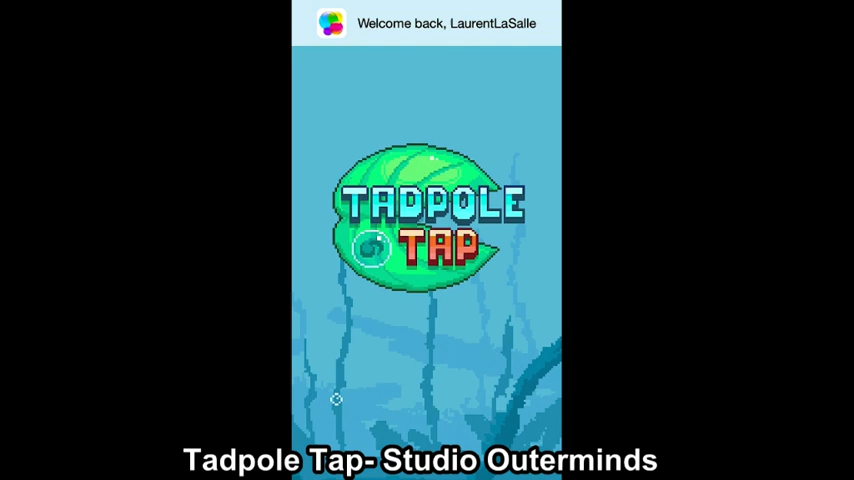 Welcome back, LaurentLaSalle
TADPOLE
TAP
Tadpole Tap- Studio Outerminds